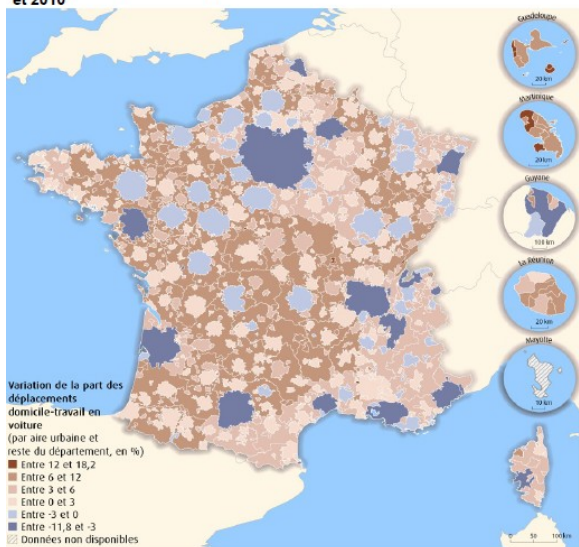 et 2010
Guadeloupe
20 km
Martinique
20 km
Guyane
100 km
La Réunion
20 km
Mayotte
10 km
Variation de la part des
déplacements
domicile-travail en
voiture
(par aire urbaine et
reste du département, en %)
Entre 12 et 18,2
Entre 6 et 12
Entre 3 et 6
Entre 0 et 3
Entre -3 et 0
Entre -11,8 et -3
Données non disponibles
0 50 100km